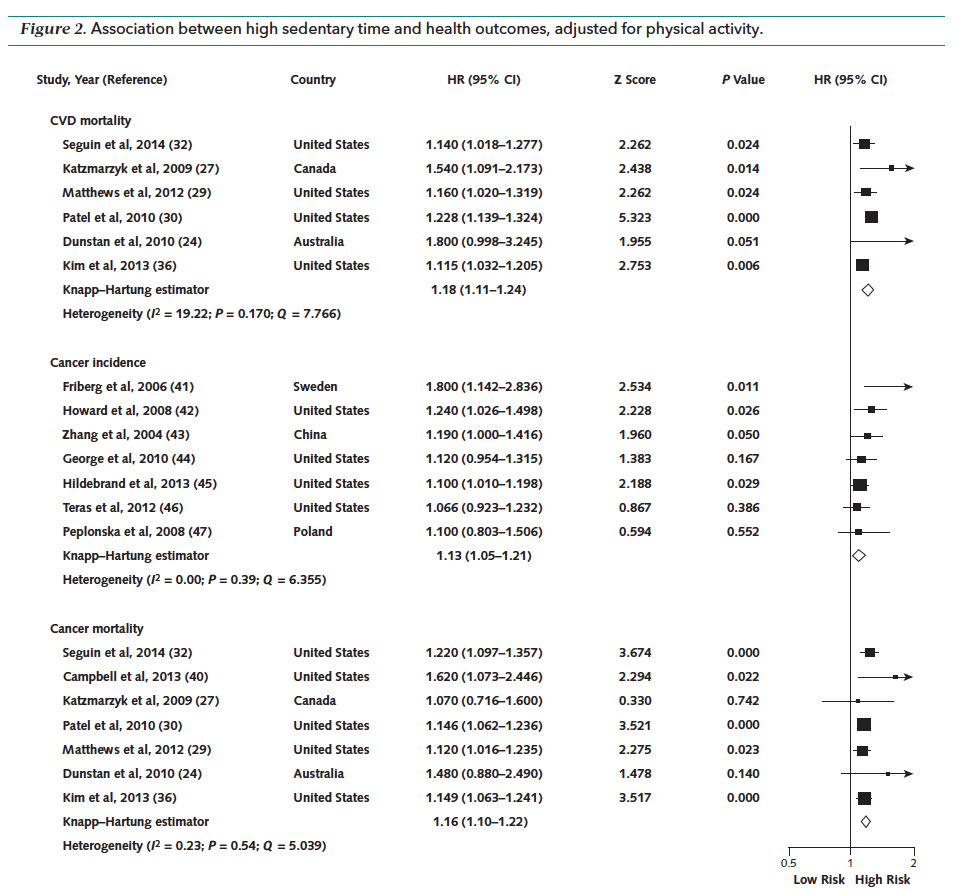 Figure 2. Association between high sedentary time and health outcomes, adjusted for physical activity.
Study, Year (Reference) Country HR (95% CI) Z Score P Value HR (95% CI)
CVD mortality
Seguin et al, 2014 (32) United States 1.140 (1.018–1.277) 2.262 0.024
Katzmarzyk et al, 2009 (27) Canada 1.540 (1.091–2.173) 2.438 0.014
Matthews et al, 2012 (29) United States 1.160 (1.020–1.319) 2.262 0.024
Patel et al, 2010 (30) United States 1.228 (1.139–1.324) 5.323 0.000
Dunstan et al, 2010 (24) Australia 1.800 (0.998–3.245) 1.955 0.051
Kim et al, 2013 (36) United States 1.115 (1.032–1.205) 2.753 0.006
Knapp–Hartung estimator 1.18 (1.11–1.24)
Heterogeneity (I² = 19.22; P = 0.170; Q = 7.766)
Cancer incidence
Friberg et al, 2006 (41) Sweden 1.800 (1.142–2.836) 2.534 0.011
Howard et al, 2008 (42) United States 1.240 (1.026–1.498) 2.228 0.026
Zhang et al, 2004 (43) China 1.190 (1.000–1.416) 1.960 0.050
George et al, 2010 (44) United States 1.120 (0.954–1.315) 1.383 0.167
Hildebrand et al, 2013 (45) United States 1.100 (1.010–1.198) 2.188 0.029
Teras et al, 2012 (46) United States 1.066 (0.923–1.232) 0.867 0.386
Peplonska et al, 2008 (47) Poland 1.100 (0.803–1.506) 0.594 0.552
Knapp–Hartung estimator 1.13 (1.05–1.21)
Heterogeneity (I² = 0.00; P = 0.39; Q = 6.355)
Cancer mortality
Seguin et al, 2014 (32) United States 1.220 (1.097–1.357) 3.674 0.000
Campbell et al, 2013 (40) United States 1.620 (1.073–2.446) 2.294 0.022
Katzmarzyk et al, 2009 (27) Canada 1.070 (0.716–1.600) 0.330 0.742
Patel et al, 2010 (30) United States 1.146 (1.062–1.236) 3.521 0.000
Matthews et al, 2012 (29) United States 1.120 (1.016–1.235) 2.275 0.023
Dunstan et al, 2010 (24) Australia 1.480 (0.880–2.490) 1.478 0.140
Kim et al, 2013 (36) United States 1.149 (1.063–1.241) 3.517 0.000
Knapp–Hartung estimator 1.16 (1.10–1.22)
Heterogeneity (I² = 0.23; P = 0.54; Q = 5.039)
0.5 1 2
Low Risk High Risk